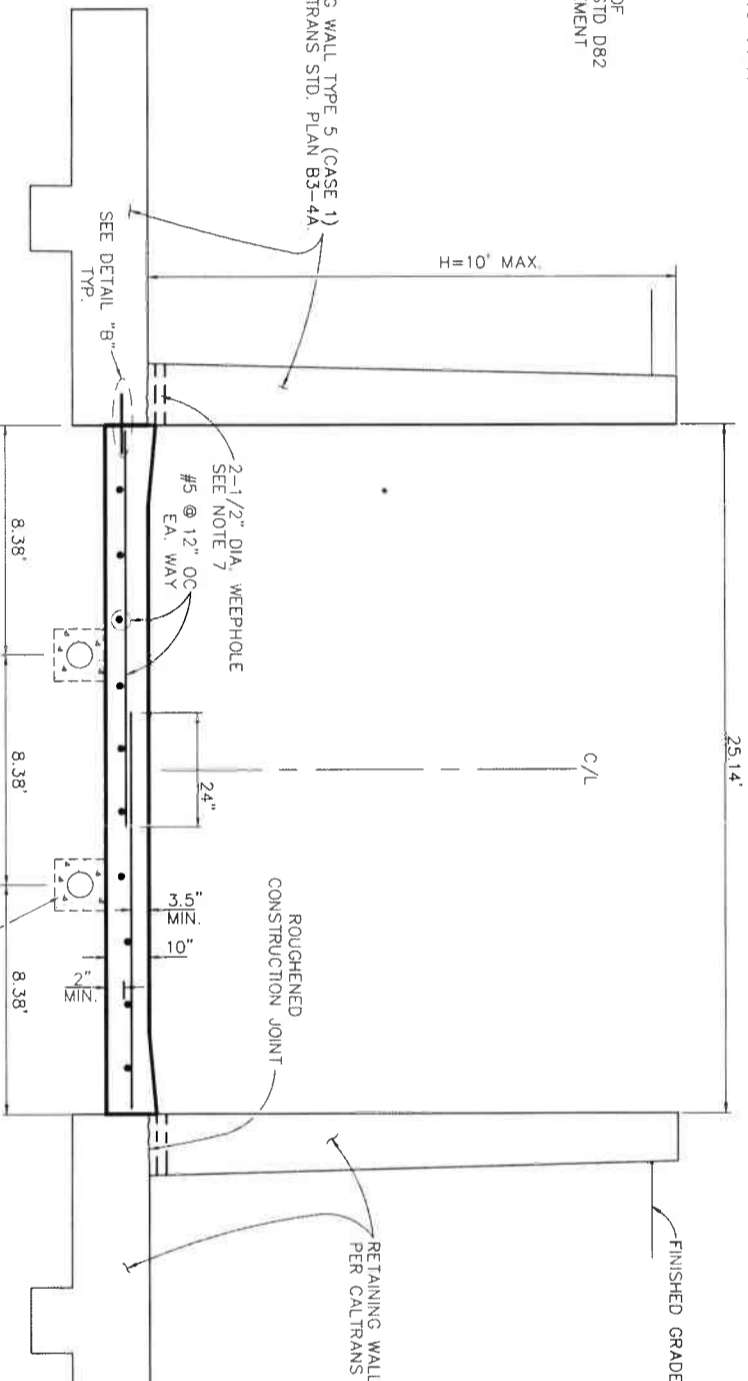 OF
STD D82
MENT
G WALL TYPE 5 (CASE 1)
TRANS STD. PLAN B3-4A.
H=10' MAX.
25.14'
FINISHED GRADE
C/L
SEE DETAIL "B"
TYP.
2-1/2" DIA. WEEPHOLE
SEE NOTE 7
#5 @ 12" OC
EA. WAY
24"
ROUGHENED
CONSTRUCTION JOINT
3.5"
MIN.
10"
2"
MIN.
RETAINING WALL
PER CALTRANS
8.38'
8.38'
8.38'